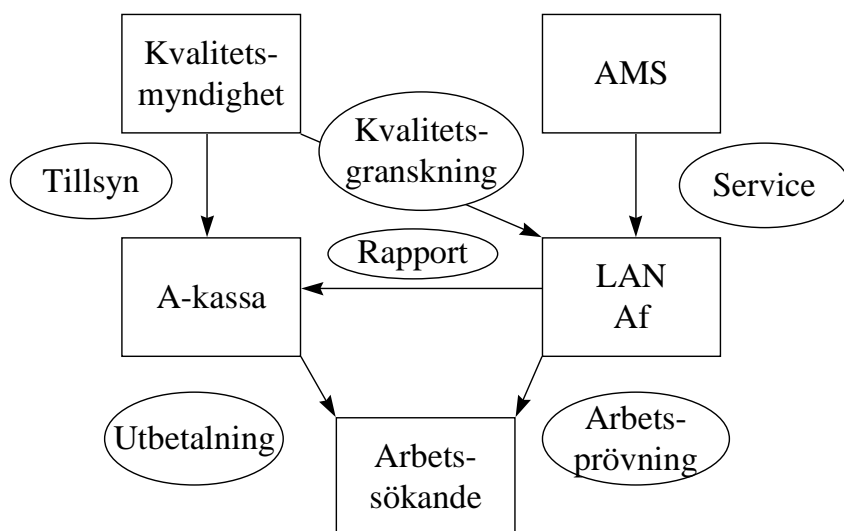 Kvalitets-
myndighet
AMS
Kvalitets-
granskning
Tillsyn
Service
Rapport
A-kassa
LAN
Af
Utbetalning
Arbets-
prövning
Arbets-
sökande